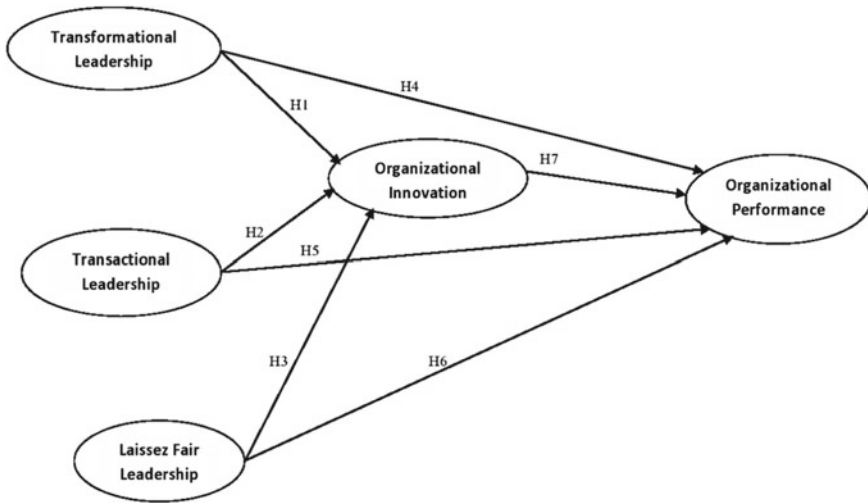 Transformational
Leadership
H4
H1
Organizational
Innovation
H7
Organizational
Performance
H2
Transactional
Leadership
H5
H3
H6
Laissez Fair
Leadership